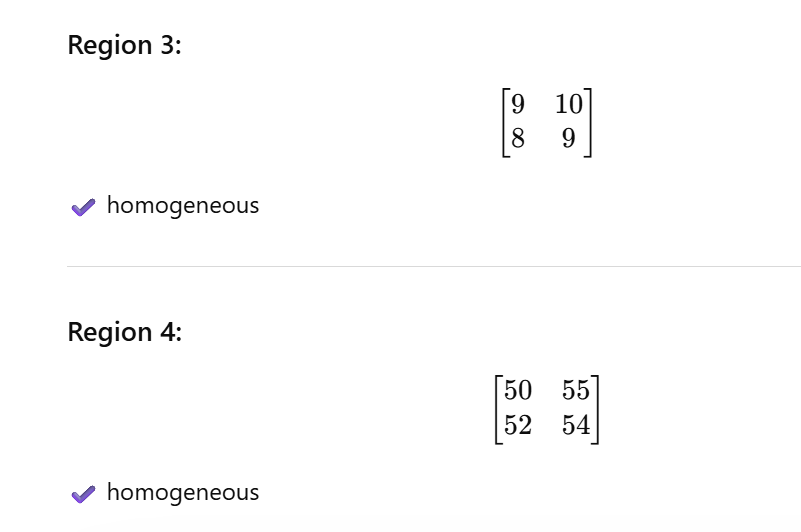 Region 3:
9 10
8 9
homogeneous
Region 4:
50 55
52 54
homogeneous